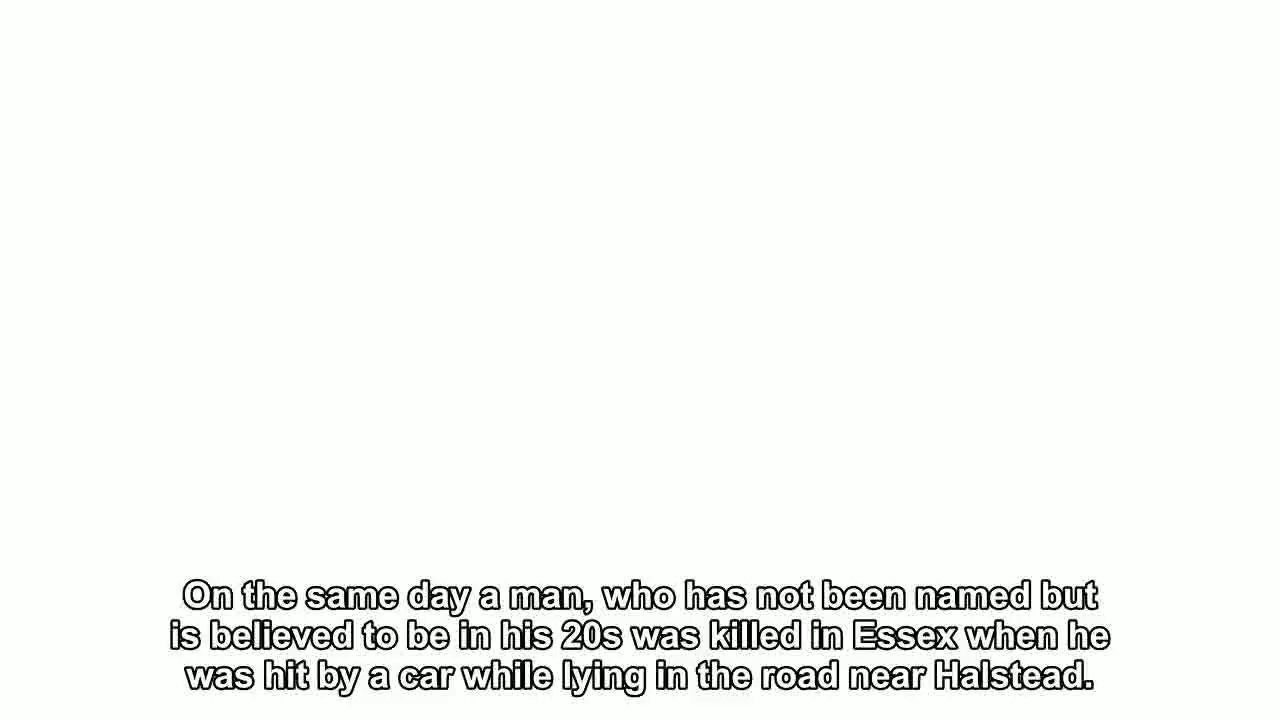 On the same day a man, who has not been named but
is believed to be in his 20s was killed in Essex when he
was hit by a car while lying in the road near Halstead.